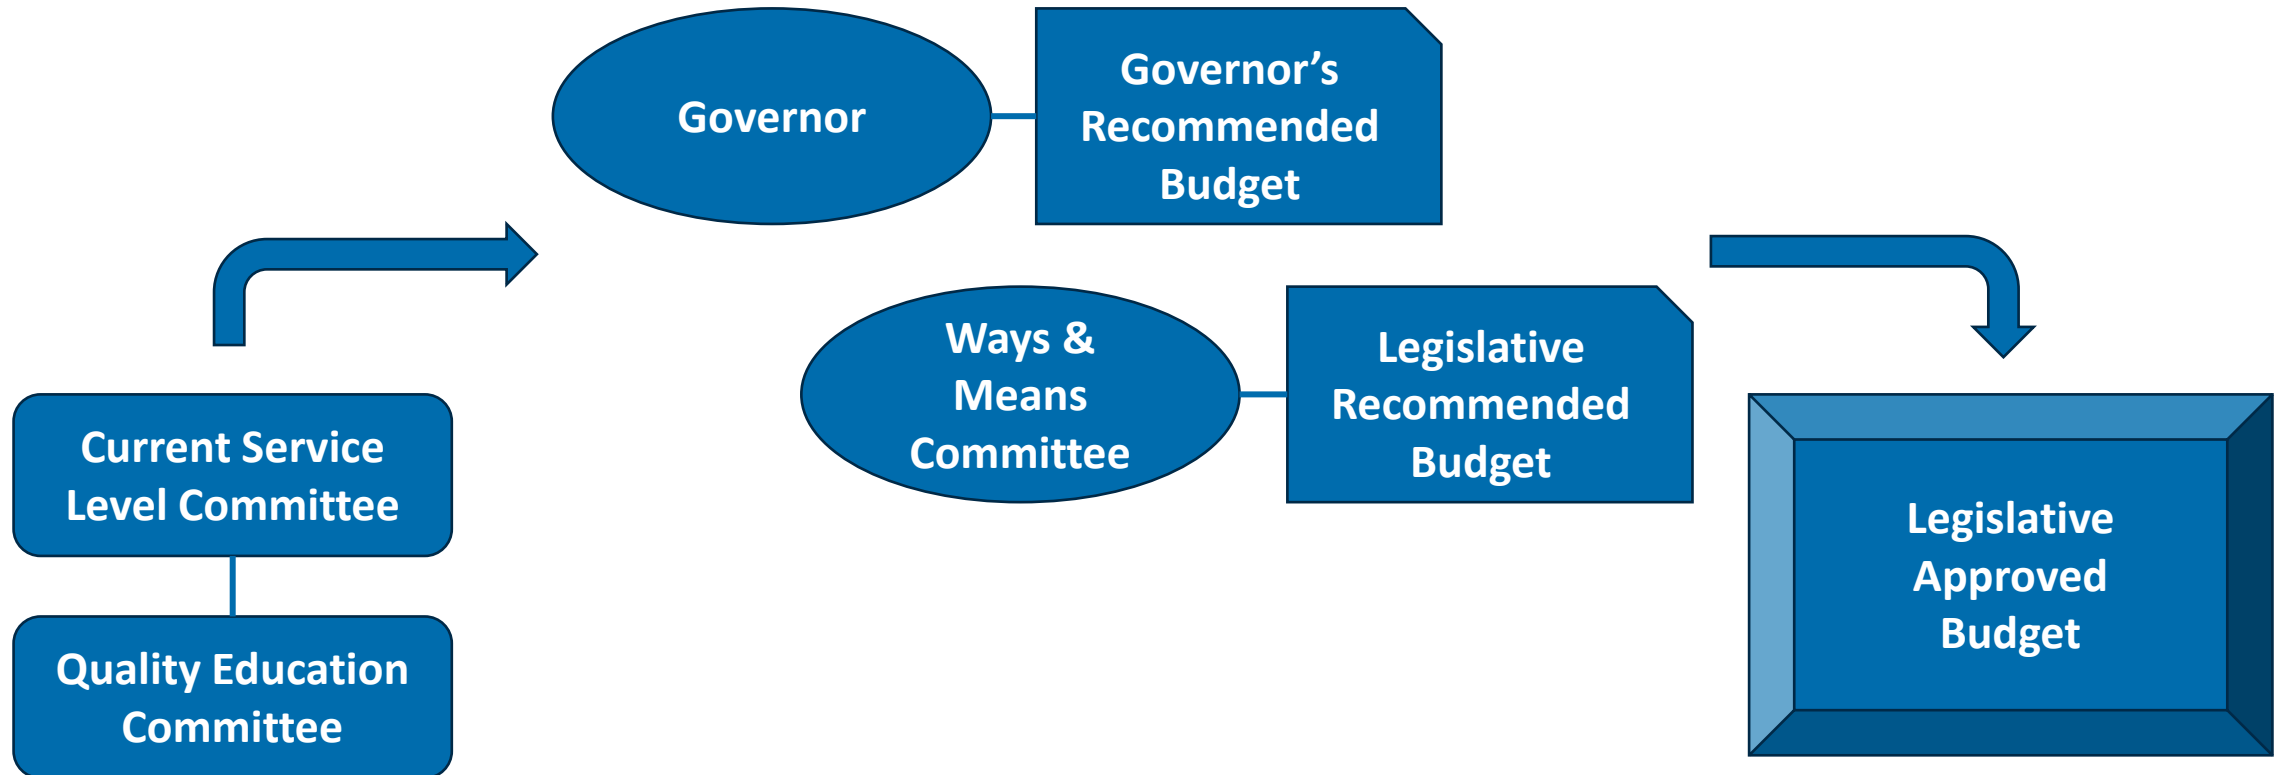 Governor
Governor’s
Recommended
Budget
Ways &
Means
Committee
Legislative
Recommended
Budget
Current Service
Level Committee
Quality Education
Committee
Legislative
Approved
Budget